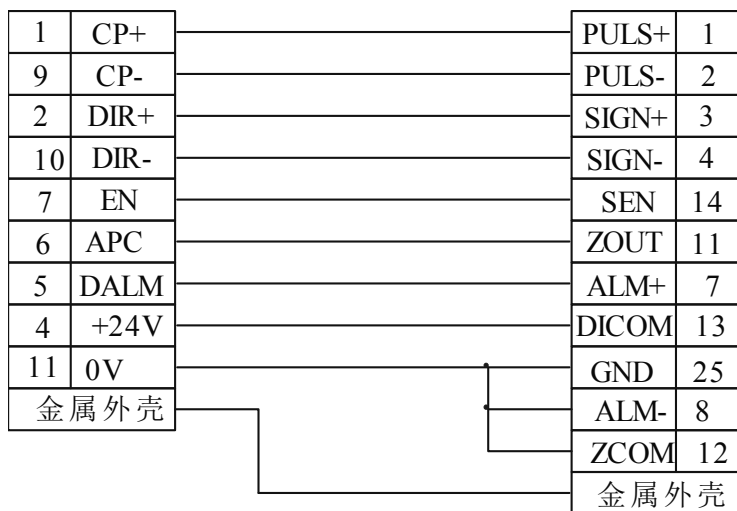 1 CP+ PULS+ 1
9 CP- PULS- 2
2 DIR+ SIGN+ 3
10 DIR- SIGN- 4
7 EN SEN 14
6 APC ZOUT 11
5 DALM ALM+ 7
4 +24V DICOM 13
11 0V GND 25
金属外壳 ALM- 8
ZCOM 12
金属外壳